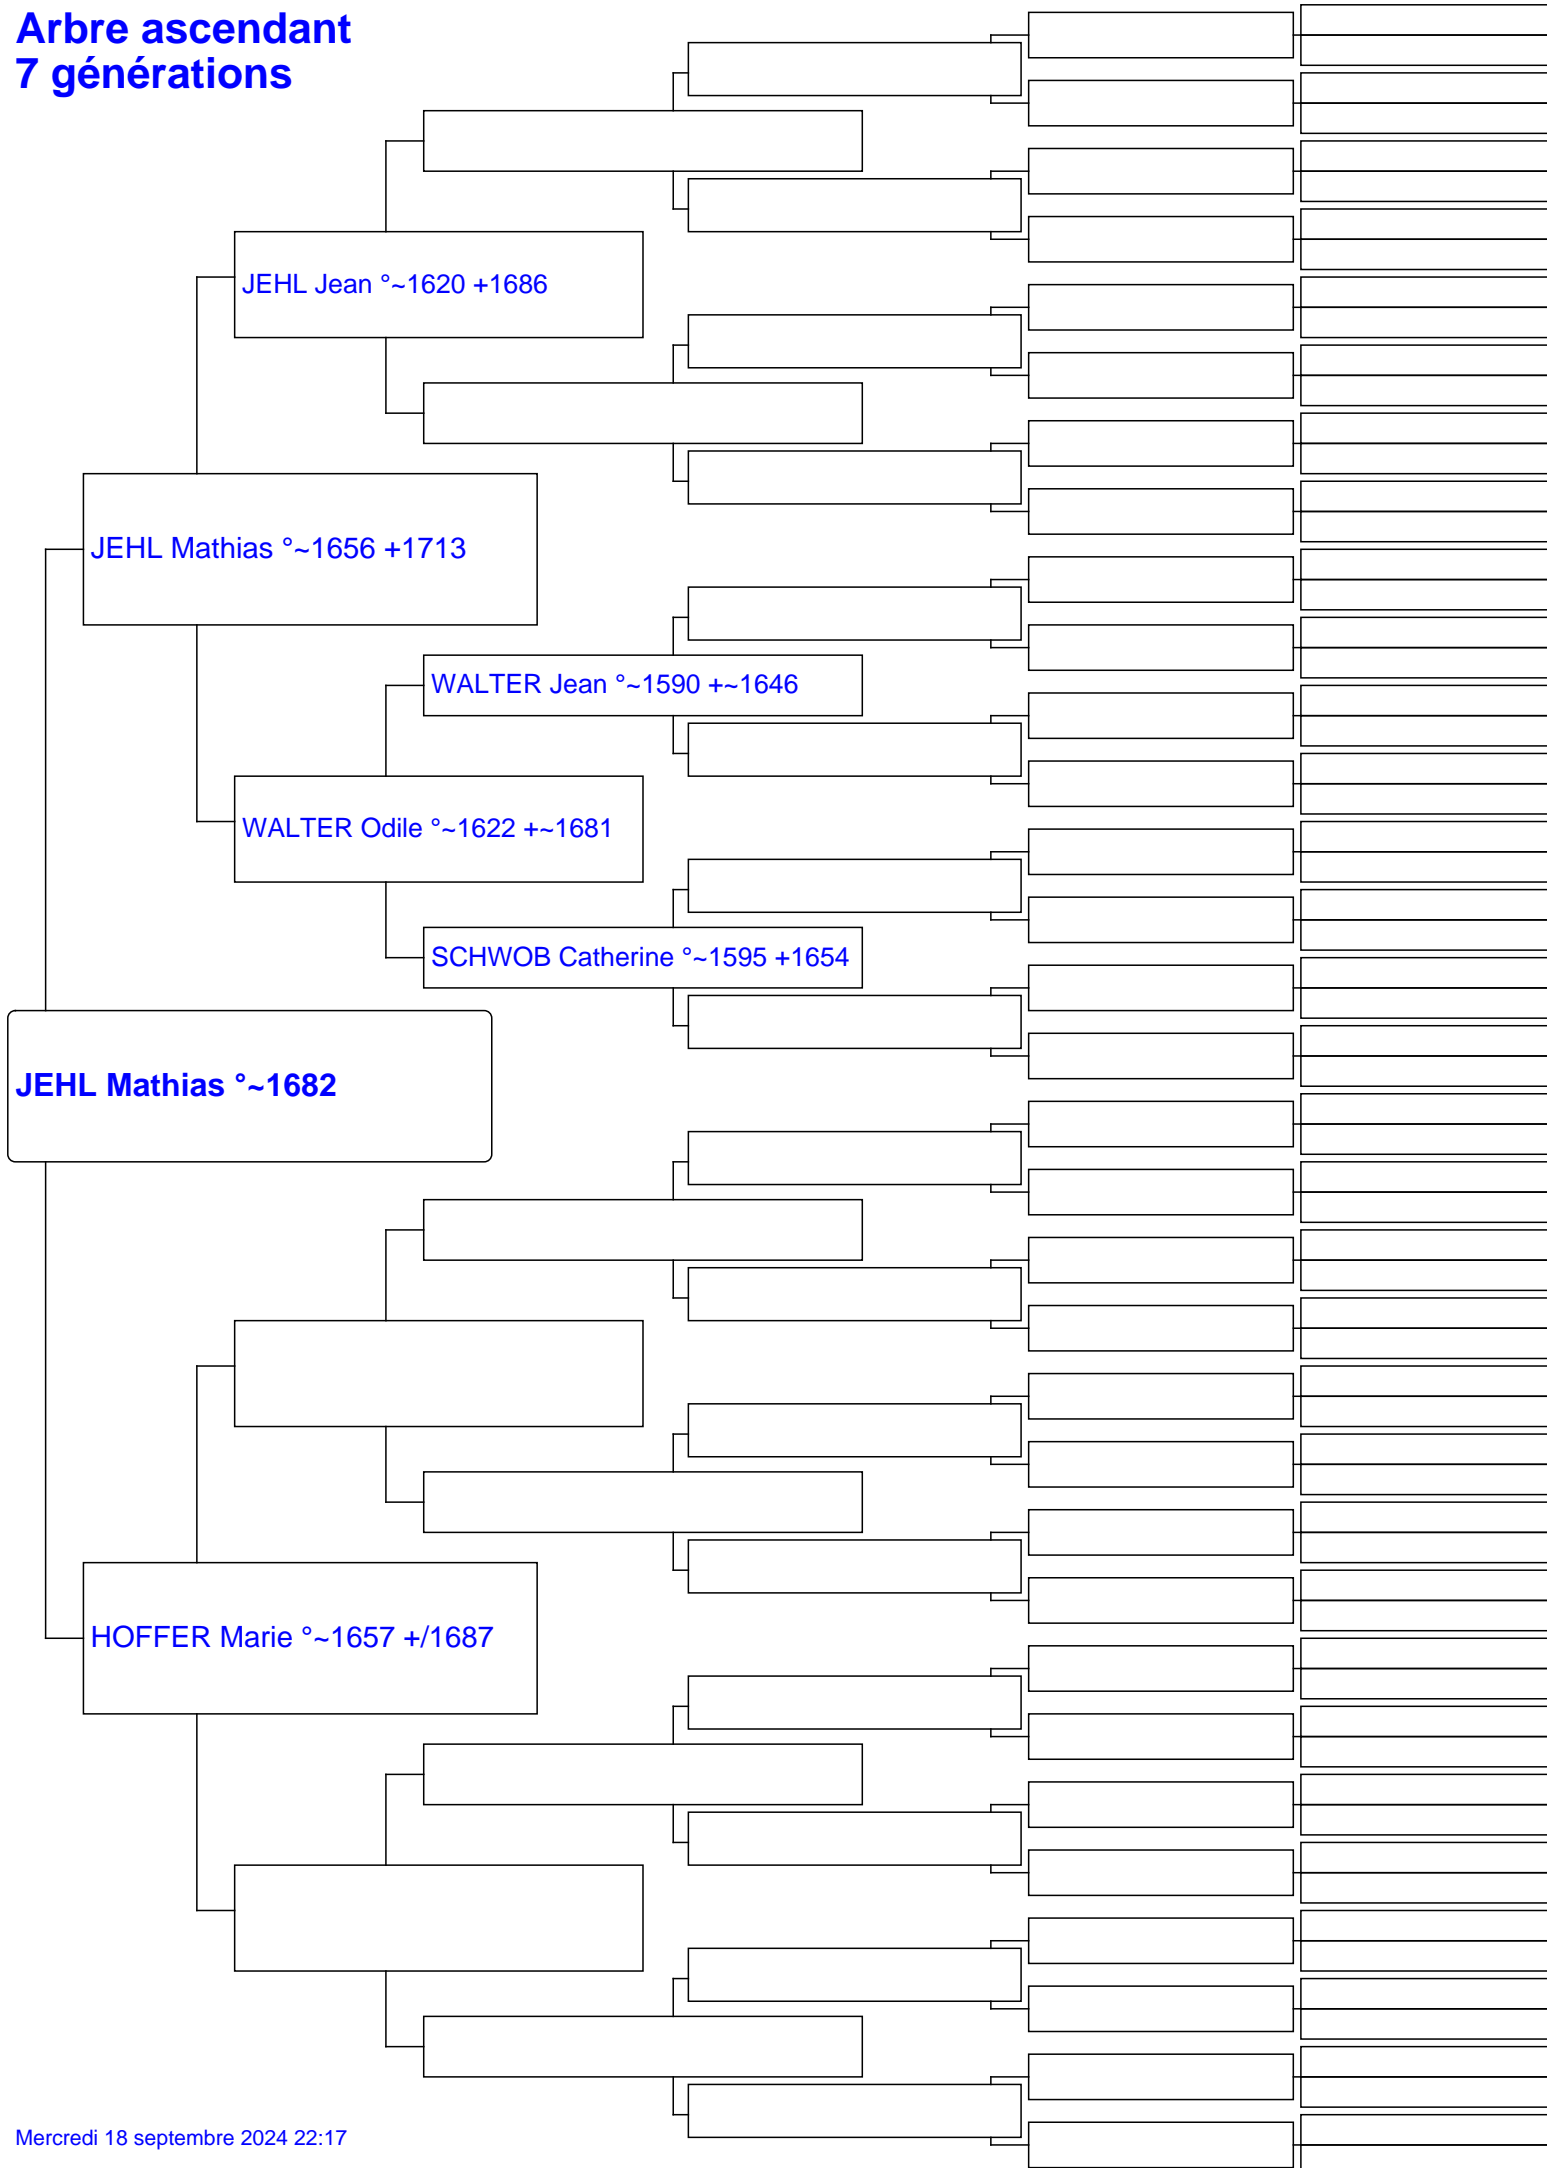 Arbre ascendant
7 générations
JEHL Jean °~1620 +1686
JEHL Mathias °~1656 +1713
WALTER Jean °~1590 +~1646
WALTER Odile °~1622 +~1681
SCHWOB Catherine °~1595 +1654
JEHL Mathias °~1682
HOFFER Marie °~1657 +/1687
Mercredi 18 septembre 2024 22:17